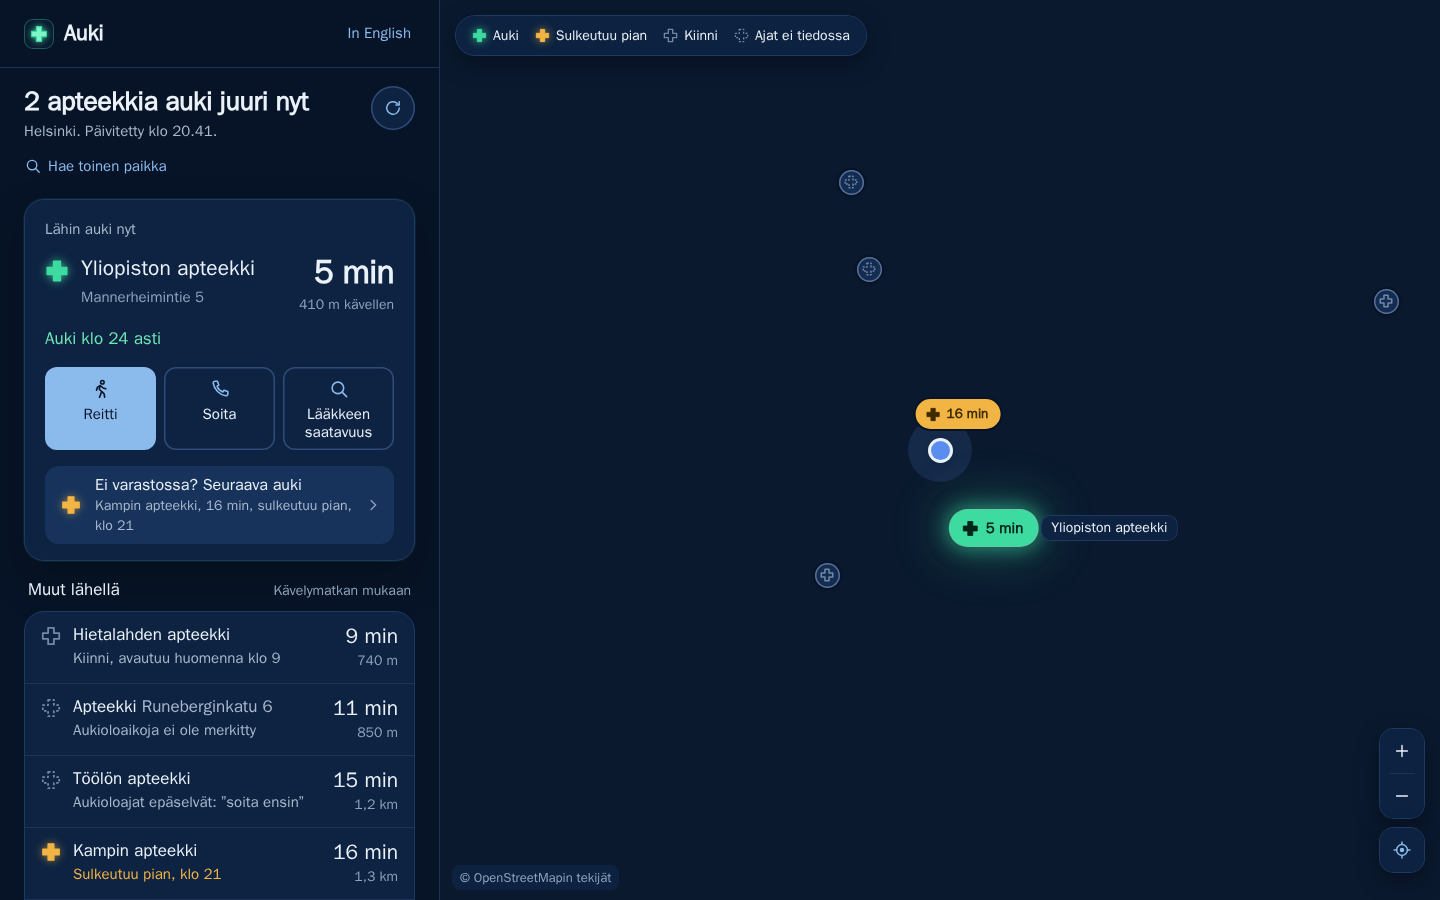 Auki
In English
2 apteekkia auki juuri nyt
Helsinki. Päivitetty klo 20.41.
Hae toinen paikka
Lähin auki nyt
Yliopiston apteekki
5 min
Mannerheimintie 5
410 m kävellen
Auki klo 24 asti
Reitti
Soita
Lääkkeen
saatavuus
Ei varastossa? Seuraava auki
Kampin apteekki, 16 min, sulkeutuu pian,
klo 21
Muut lähellä
Kävelymatkan mukaan
Hietalahden apteekki
9 min
Kiinni, avautuu huomenna klo 9
740 m
Apteekki Runeberginkatu 6
11 min
Aukioloaikoja ei ole merkitty
850 m
Töölön apteekki
15 min
Aukioloajat epäselvät: ”soita ensin”
1,2 km
Kampin apteekki
16 min
Sulkeutuu pian, klo 21
1,3 km
Auki
Sulkeutuu pian
Kiinni
Ajat ei tiedossa
16 min
5 min
Yliopiston apteekki
+
−
© OpenStreetMapin tekijät